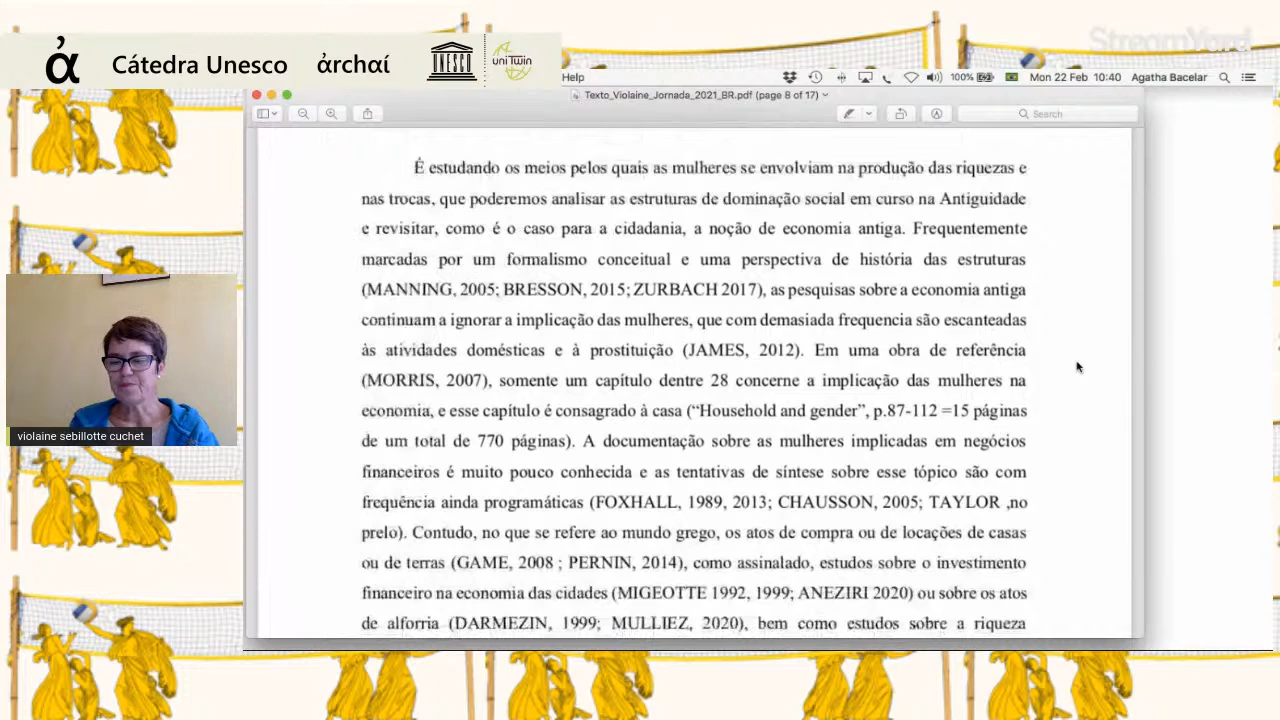 StreamYard
ἀ
Cátedra Unesco
ἀrchaí
UNESCO
uniTwin
Help
100%
Mon 22 Feb 10:40
Agatha Bacelar
Texto_Violaine_Jornada_2021_BR.pdf (page 8 of 17)
Search
É estudando os meios pelos quais as mulheres se envolviam na produção das riquezas e
nas trocas, que poderemos analisar as estruturas de dominação social em curso na Antiguidade
e revisitar, como é o caso para a cidadania, a noção de economia antiga. Frequentemente
marcadas por um formalismo conceitual e uma perspectiva de história das estruturas
(MANNING, 2005; BRESSON, 2015; ZURBACH 2017), as pesquisas sobre a economia antiga
continuam a ignorar a implicação das mulheres, que com demasiada frequencia são escanteadas
às atividades domésticas e à prostituição (JAMES, 2012). Em uma obra de referência
(MORRIS, 2007), somente um capítulo dentre 28 concerne a implicação das mulheres na
economia, e esse capítulo é consagrado à casa (“Household and gender”, p.87-112 =15 páginas
de um total de 770 páginas). A documentação sobre as mulheres implicadas em negócios
financeiros é muito pouco conhecida e as tentativas de síntese sobre esse tópico são com
frequência ainda programáticas (FOXHALL, 1989, 2013; CHAUSSON, 2005; TAYLOR ,no
prelo). Contudo, no que se refere ao mundo grego, os atos de compra ou de locações de casas
ou de terras (GAME, 2008 ; PERNIN, 2014), como assinalado, estudos sobre o investimento
financeiro na economia das cidades (MIGEOTTE 1992, 1999; ANEZIRI 2020) ou sobre os atos
de alforria (DARMEZIN, 1999; MULLIEZ, 2020), bem como estudos sobre a riqueza
violaine sebillotte cuchet